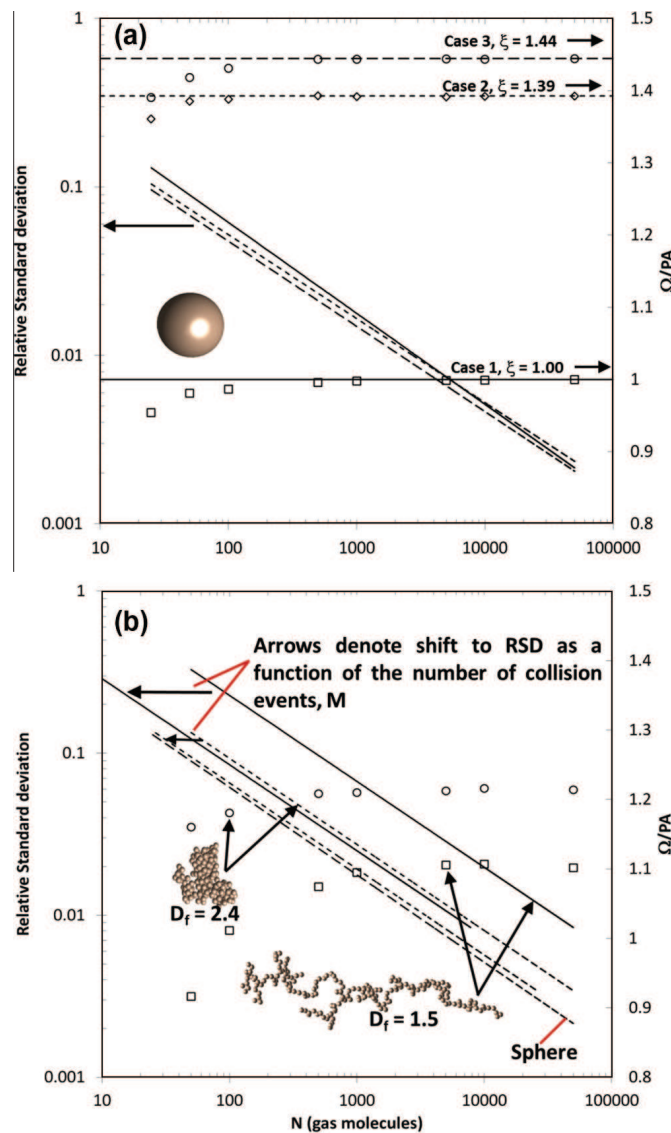 (a)
Case 3, ξ = 1.44
Case 2, ξ = 1.39
Case 1, ξ = 1.00
Relative Standard deviation
1
0.1
0.01
0.001
10
100
1000
10000
100000
1.5
1.4
1.3
1.2
1.1
1
0.9
0.8
Ω/PA
(b)
Arrows denote shift to RSD as a
function of the number of collision
events, M
D_f = 2.4
D_f = 1.5
Sphere
Relative Standard deviation
1
0.1
0.01
0.001
10
100
1000
10000
100000
N (gas molecules)
1.5
1.4
1.3
1.2
1.1
1
0.9
0.8
Ω/PA